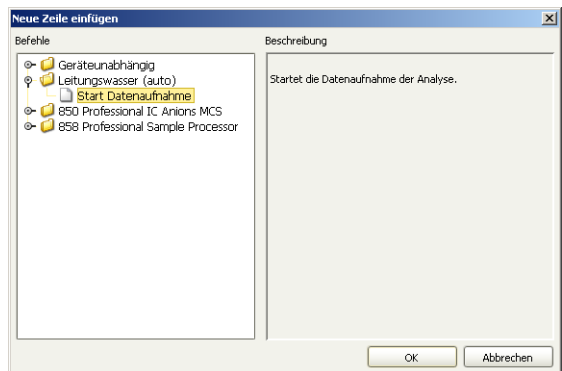 Neue Zeile einfügen
Befehle
Beschreibung
Geräteunabhängig
Leitungswasser (auto)
Start Datenaufnahme
850 Professional IC Anions MCS
858 Professional Sample Processor
Startet die Datenaufnahme der Analyse.
OK
Abbrechen